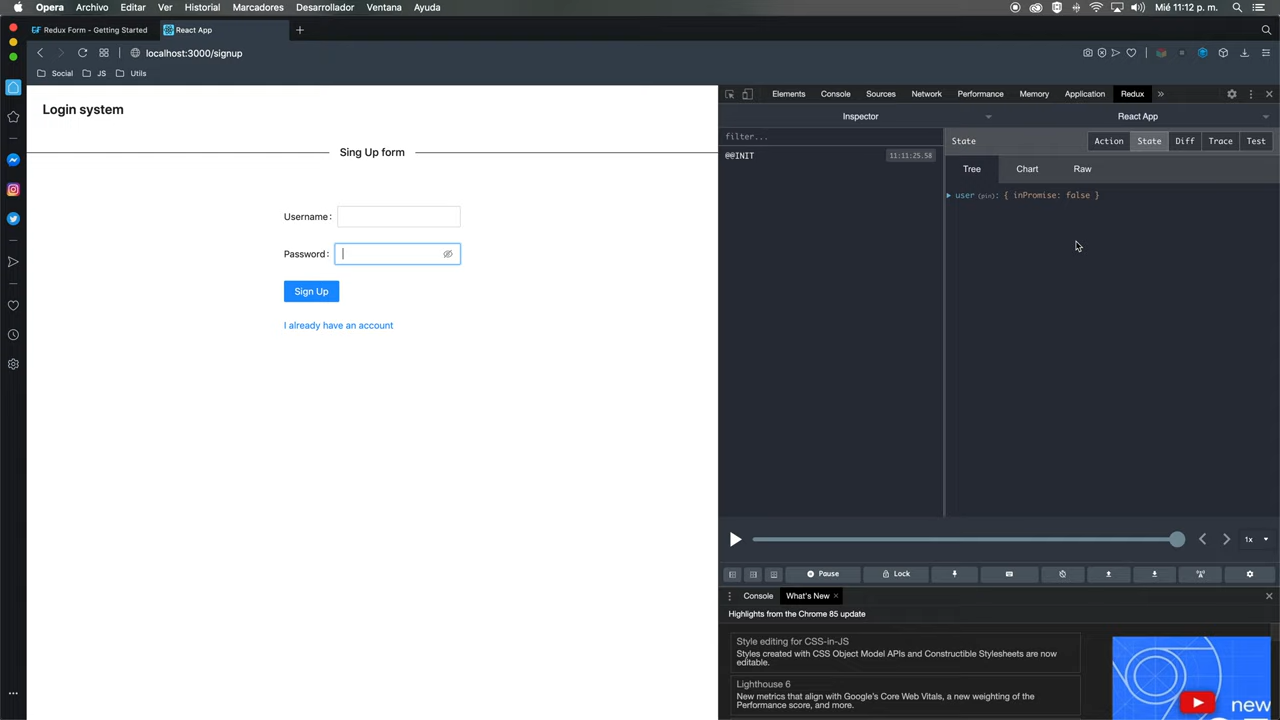 Opera Archivo Editar Ver Historial Marcadores Desarrollador Ventana Ayuda Mié 11:12 p. m.
Redux Form - Getting Started React App
localhost:3000/signup
Social JS Utils
Login system
Sing Up form
Username:
Password:
Sign Up
I already have an account
Elements Console Sources Network Performance Memory Application Redux
Inspector React App
filter...
@@INIT 11:11:25.58
State Action State Diff Trace Test
Tree Chart Raw
user (pin): { inPromise: false }
1x
Pause Lock
Console What's New
Highlights from the Chrome 85 update
Style editing for CSS-in-JS
Styles created with CSS Object Model APIs and Constructible Stylesheets are now
editable.
Lighthouse 6
New metrics that align with Google's Core Web Vitals, a new weighting of the
Performance score, and more.
new